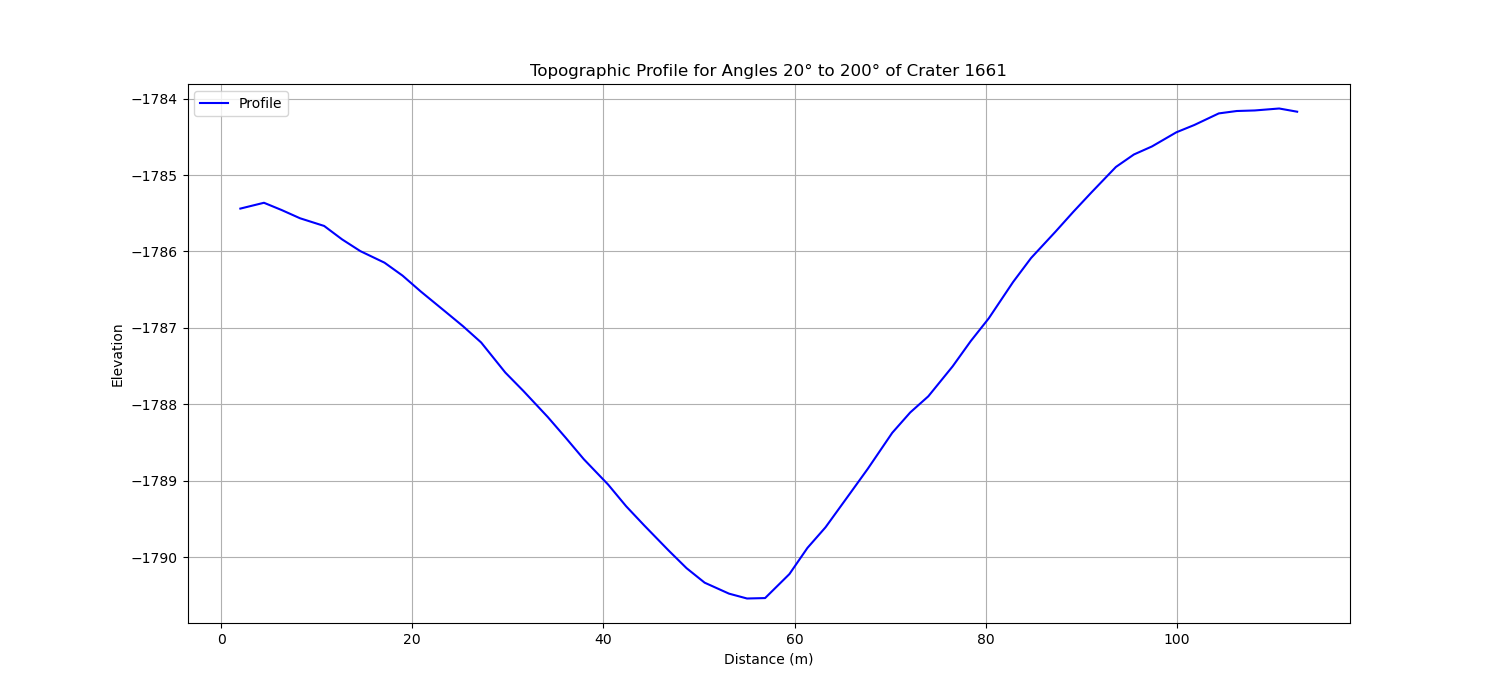 Topographic Profile for Angles 20° to 200° of Crater 1661
Profile
−1784
−1785
−1786
−1787
−1788
−1789
−1790
Elevation
0 20 40 60 80 100
Distance (m)